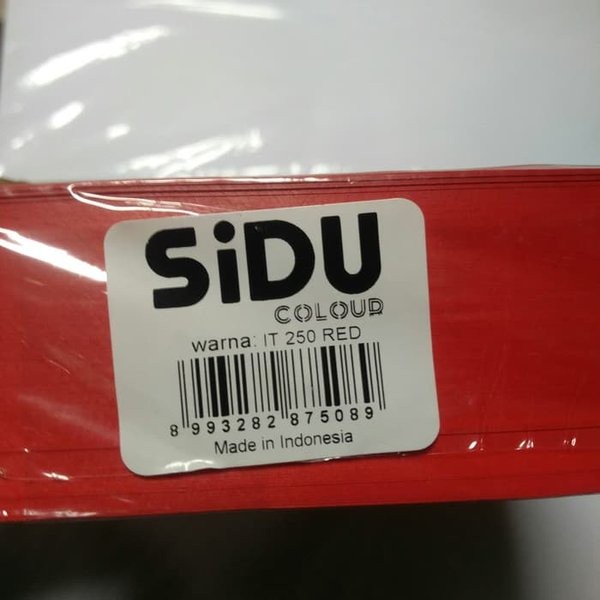 SiDU
COLOUR
warna: IT 250 RED
8 993282 875089
Made in Indonesia